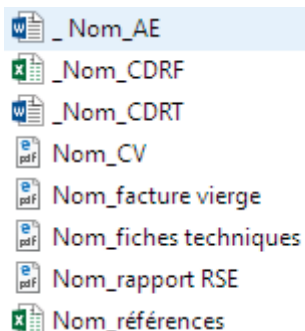 _ Nom_AE
_Nom_CDRF
_Nom_CDRT
Nom_CV
Nom_facture vierge
Nom_fiches techniques
Nom_rapport RSE
Nom_références